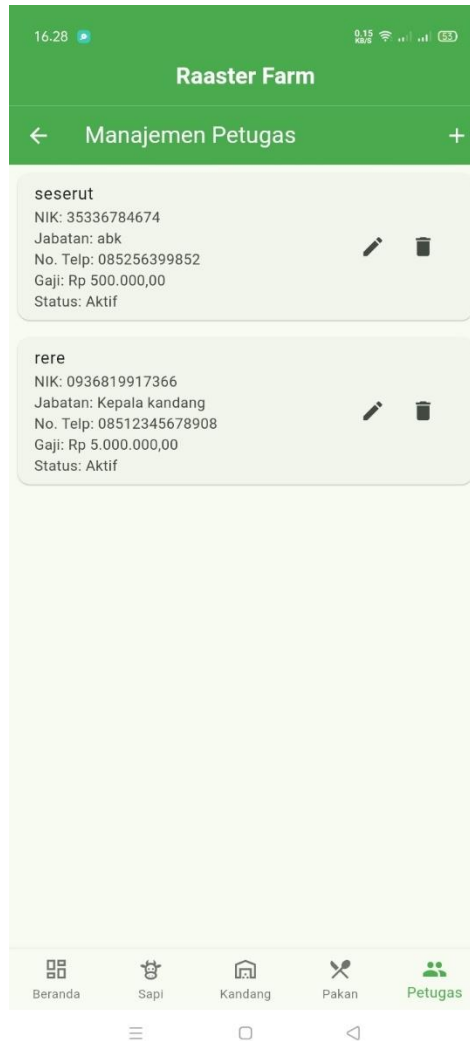 16.28
0.15
KB/S
53
Raaster Farm
Manajemen Petugas
seserut
NIK: 35336784674
Jabatan: abk
No. Telp: 085256399852
Gaji: Rp 500.000,00
Status: Aktif
rere
NIK: 0936819917366
Jabatan: Kepala kandang
No. Telp: 08512345678908
Gaji: Rp 5.000.000,00
Status: Aktif
Beranda
Sapi
Kandang
Pakan
Petugas